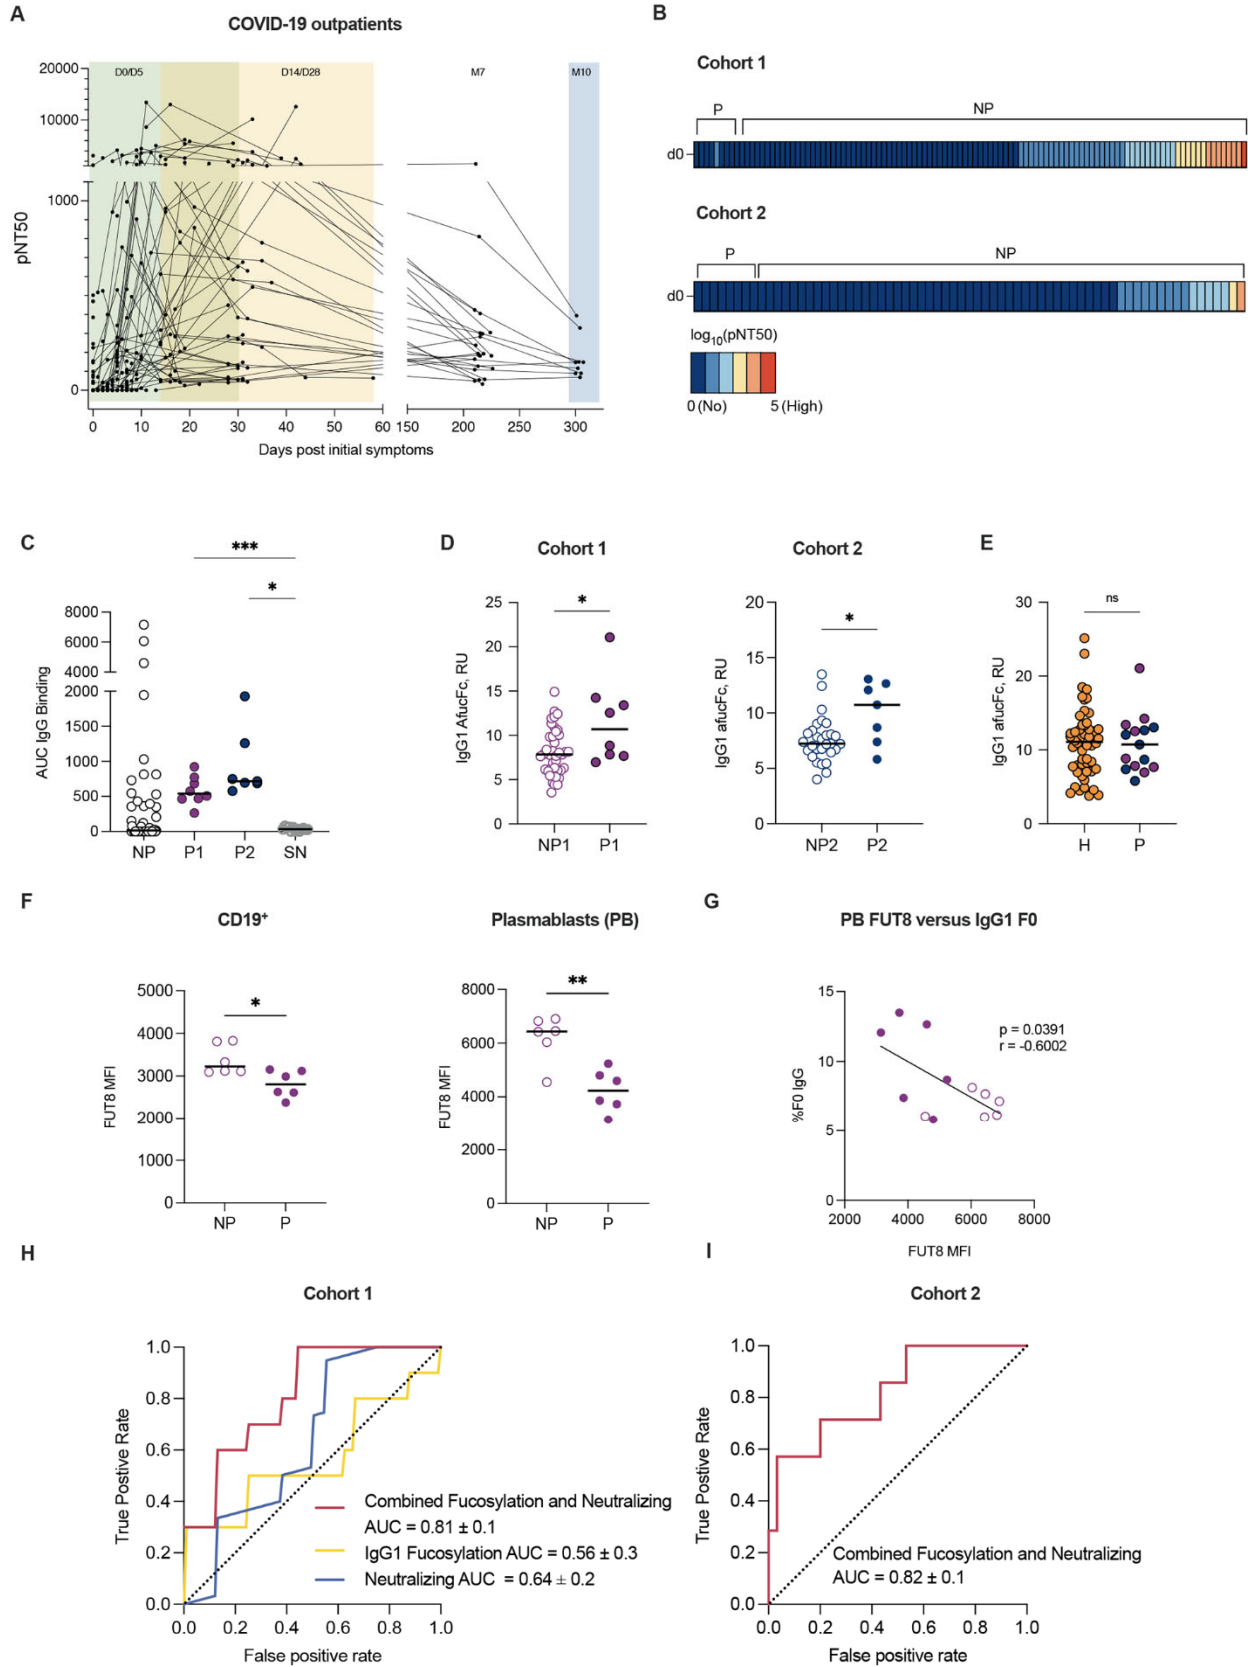 A
COVID-19 outpatients
20000
10000
1000
0
pNT50
D0/D5
D14/D28
M7
M10
0 10 20 30 40 50 60 150 200 250 300
Days post initial symptoms
B
Cohort 1
P
NP
d0
Cohort 2
P
NP
d0
log10(pNT50)
0 (No) 5 (High)
C
***
*
8000
6000
4000
2000
1500
1000
500
0
AUC IgG Binding
NP P1 P2 SN
D
Cohort 1
*
25
20
15
10
5
0
IgG1 AfucFc, RU
NP1 P1
Cohort 2
*
20
15
10
5
0
IgG1 afucFc, RU
NP2 P2
E
ns
30
20
10
0
IgG1 afucFc, RU
H P
F
CD19+
*
5000
4000
3000
2000
1000
0
FUT8 MFI
NP P
Plasmablasts (PB)
**
8000
6000
4000
2000
0
FUT8 MFI
NP P
G
PB FUT8 versus IgG1 F0
15
10
5
0
%F0 IgG
p = 0.0391
r = -0.6002
2000 4000 6000 8000
FUT8 MFI
H
Cohort 1
1.0
0.8
0.6
0.4
0.2
0.0
True Postive Rate
Combined Fucosylation and Neutralizing
AUC = 0.81 ± 0.1
IgG1 Fucosylation AUC = 0.56 ± 0.3
Neutralizing AUC = 0.64 ± 0.2
0.0 0.2 0.4 0.6 0.8 1.0
False positive rate
I
Cohort 2
1.0
0.8
0.6
0.4
0.2
0.0
True Postive Rate
Combined Fucosylation and Neutralizing
AUC = 0.82 ± 0.1
0.0 0.2 0.4 0.6 0.8 1.0
False positive rate